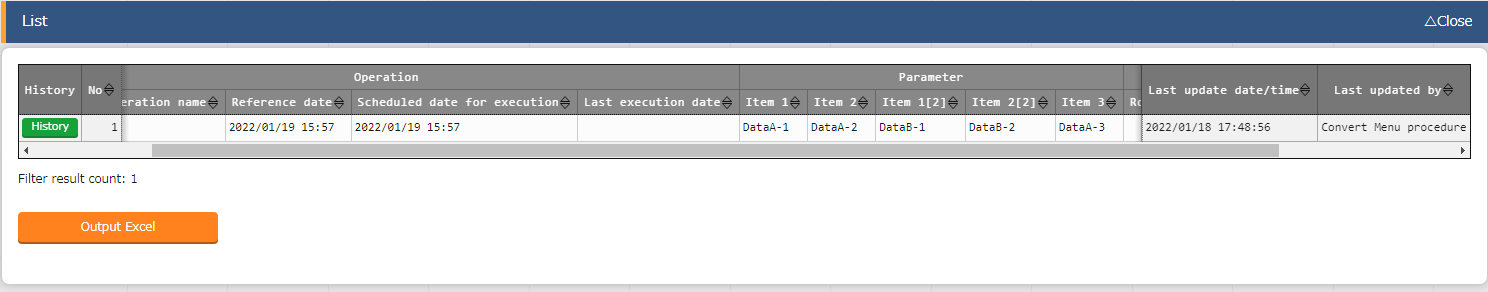 List △Close
History No Operation Parameter Last update date/time Last updated by
eration name Reference date Scheduled date for execution Last execution date Item 1 Item 2 Item 1[2] Item 2[2] Item 3
History 1 2022/01/19 15:57 2022/01/19 15:57 DataA-1 DataA-2 DataB-1 DataB-2 DataA-3 2022/01/18 17:48:56 Convert Menu procedure
Filter result count: 1
Output Excel